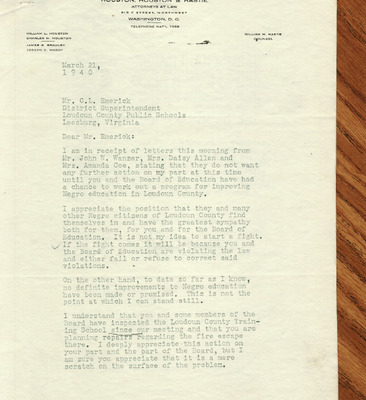 HOUSTON, HOUSTON & HASTIE
ATTORNEYS AT LAW
WASHINGTON, D. C.
WILLIAM L. HOUSTON
CHARLES H. HOUSTON
WILLIAM H. HASTIE
COUNSEL
March 21,
1940
Mr. O.L. Emerick
District Superintendent
Loudoun County Public Schools
Leesburg, Virginia
Dear Mr. Emerick:
I am in receipt of letters this morning from
Mr. John W. Wanzer, Mrs. Daisy Allen and
Mrs. Amanda Coe, stating that they do not want
any further action on my part at this time
until you and the Board of Education have had
a chance to work out a program for improving
Negro education in Loudoun County.
I appreciate the position that they and many
other Negro citizens of Loudoun County find
themselves in and have the greatest sympathy
both for them, for you and for the Board of
Education. It is not my idea to start a fight.
If the fight comes it will be because you and
the Board of Education are violating the law
and either fail or refuse to correct said
violations.
On the other hand, to date so far as I know,
no definite improvements to Negro education
have been made or promised. This is not the
point at which I can stand still.
I understand that you and some members of the
Board have inspected the Loudoun County Train-
ing School since our meeting and that you are
planning repairs regarding the fire escape
there. I deeply appreciate this action on
your part and the part of the Board, but I
am sure you appreciate that it is a mere
scratch on the surface of the problem.